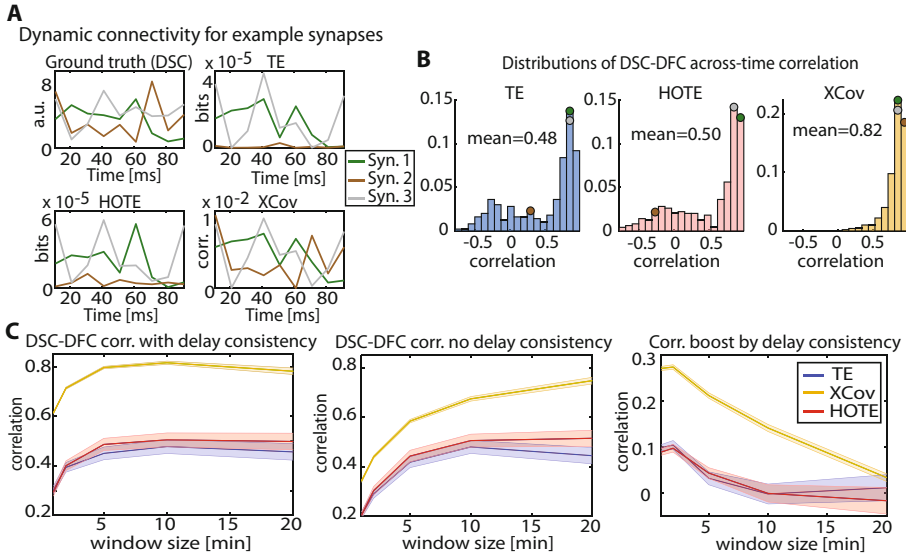 A
Dynamic connectivity for example synapses
Ground truth (DSC)
8
4
0
a.u.
20 40 60 80
Time [ms]
x 10⁻⁵ TE
4
2
0
bits
20 40 60 80
Time [ms]
Syn. 1
Syn. 2
Syn. 3
x 10⁻⁵ HOTE
6
3
0
bits
20 40 60 80
Time [ms]
x 10⁻² XCov
1
0
corr.
20 40 60 80
Time [ms]
B
Distributions of DSC-DFC across-time correlation
TE
0.15
0.1
0.05
0
mean=0.48
-0.5 0 0.5
correlation
HOTE
0.15
0.1
0.05
0
mean=0.50
-0.5 0 0.5
correlation
XCov
0.2
0.1
0
mean=0.82
-0.5 0 0.5
correlation
C
DSC-DFC corr. with delay consistency
0.8
0.6
0.4
0.2
correlation
5 10 15 20
window size [min]
DSC-DFC corr. no delay consistency
0.8
0.6
0.4
0.2
correlation
5 10 15 20
window size [min]
Corr. boost by delay consistency
0.3
0.2
0.1
0
correlation
TE
XCov
HOTE
5 10 15 20
window size [min]